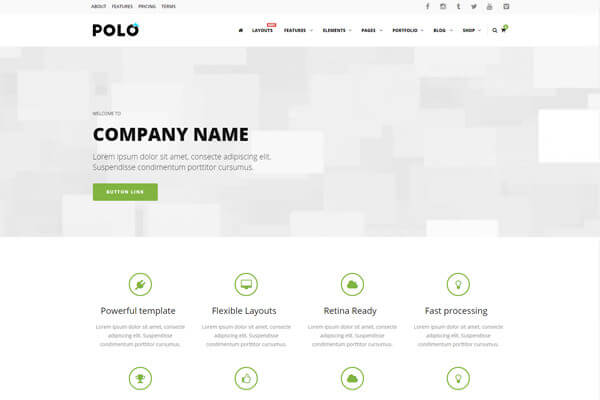 ABOUT FEATURES PRICING TERMS
POLO
LAYOUTS FEATURES ELEMENTS PAGES PORTFOLIO BLOG SHOP
WELCOME TO
COMPANY NAME
Lorem ipsum dolor sit amet, consecte adipiscing elit.
Suspendisse condimentum porttitor cursumus.
BUTTON LINK
Powerful template Flexible Layouts Retina Ready Fast processing
Lorem ipsum dolor sit amet, consecte Lorem ipsum dolor sit amet, consecte Lorem ipsum dolor sit amet, consecte Lorem ipsum dolor sit amet, consecte
adipiscing elit. Suspendisse adipiscing elit. Suspendisse adipiscing elit. Suspendisse adipiscing elit. Suspendisse
condimentum porttitor cursumus. condimentum porttitor cursumus. condimentum porttitor cursumus. condimentum porttitor cursumus.